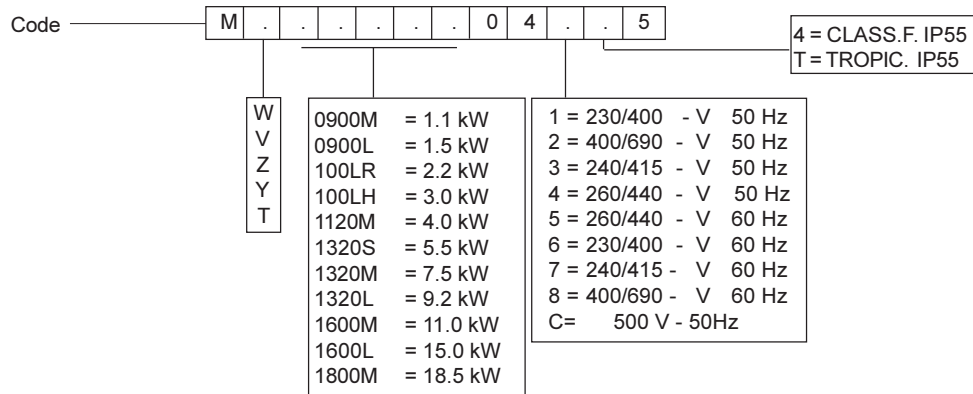 Code M . . . . . . 0 4 . . 5
4 = CLASS.F. IP55
T = TROPIC. IP55
W
V
Z
Y
T
0900M = 1.1 kW
0900L = 1.5 kW
100LR = 2.2 kW
100LH = 3.0 kW
1120M = 4.0 kW
1320S = 5.5 kW
1320M = 7.5 kW
1320L = 9.2 kW
1600M = 11.0 kW
1600L = 15.0 kW
1800M = 18.5 kW
1 = 230/400 - V 50 Hz
2 = 400/690 - V 50 Hz
3 = 240/415 - V 50 Hz
4 = 260/440 - V 50 Hz
5 = 260/440 - V 60 Hz
6 = 230/400 - V 60 Hz
7 = 240/415 - V 60 Hz
8 = 400/690 - V 60 Hz
C= 500 V - 50Hz